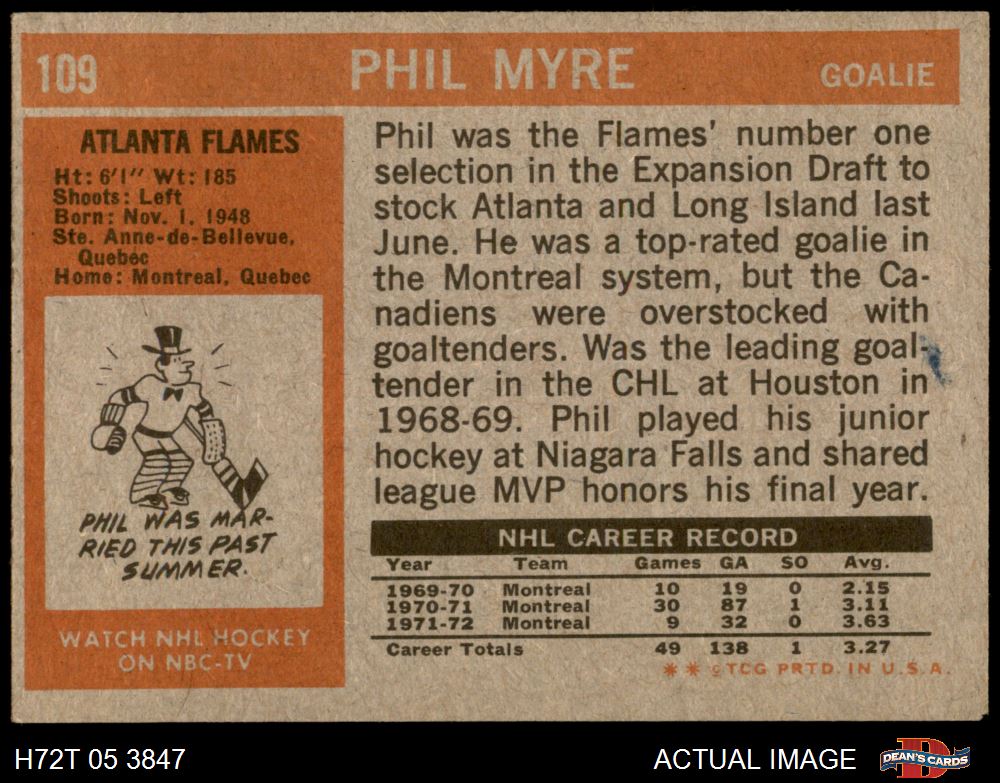 109
PHIL MYRE
GOALIE
ATLANTA FLAMES
Ht: 6'1" Wt: 185
Shoots: Left
Born: Nov. 1, 1948
Ste. Anne-de-Bellevue,
Quebec
Home: Montreal, Quebec
PHIL WAS MAR-
RIED THIS PAST
SUMMER.
WATCH NHL HOCKEY
ON NBC-TV
Phil was the Flames' number one
selection in the Expansion Draft to
stock Atlanta and Long Island last
June. He was a top-rated goalie in
the Montreal system, but the Ca-
nadiens were overstocked with
goaltenders. Was the leading goal-
tender in the CHL at Houston in
1968-69. Phil played his junior
hockey at Niagara Falls and shared
league MVP honors his final year.
NHL CAREER RECORD
Year Team Games GA SO Avg.
1969-70 Montreal 10 19 0 2.15
1970-71 Montreal 30 87 1 3.11
1971-72 Montreal 9 32 0 3.63
Career Totals 49 138 1 3.27
** ©TCG PRTD. IN U.S.A.
H72T 05 3847
ACTUAL IMAGE
D
DEAN'S CARDS